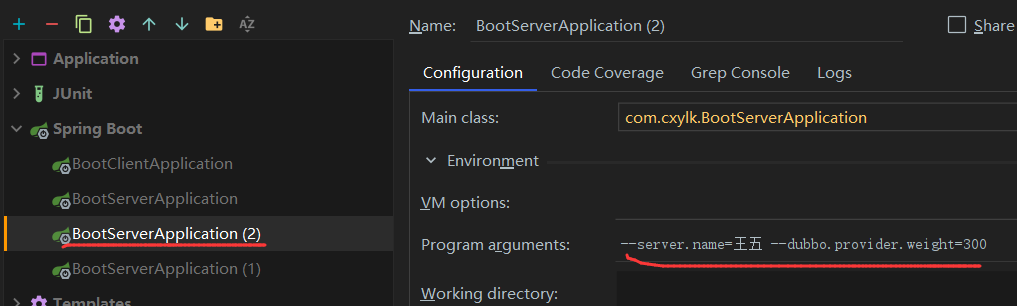 Name: BootServerApplication (2) Share
Application
JUnit
Spring Boot
BootClientApplication
BootServerApplication
BootServerApplication (2)
BootServerApplication (1)
Templates
Configuration Code Coverage Grep Console Logs
Main class: com.cxylk.BootServerApplication
Environment
VM options:
Program arguments: --server.name=王五 --dubbo.provider.weight=300
Working directory: